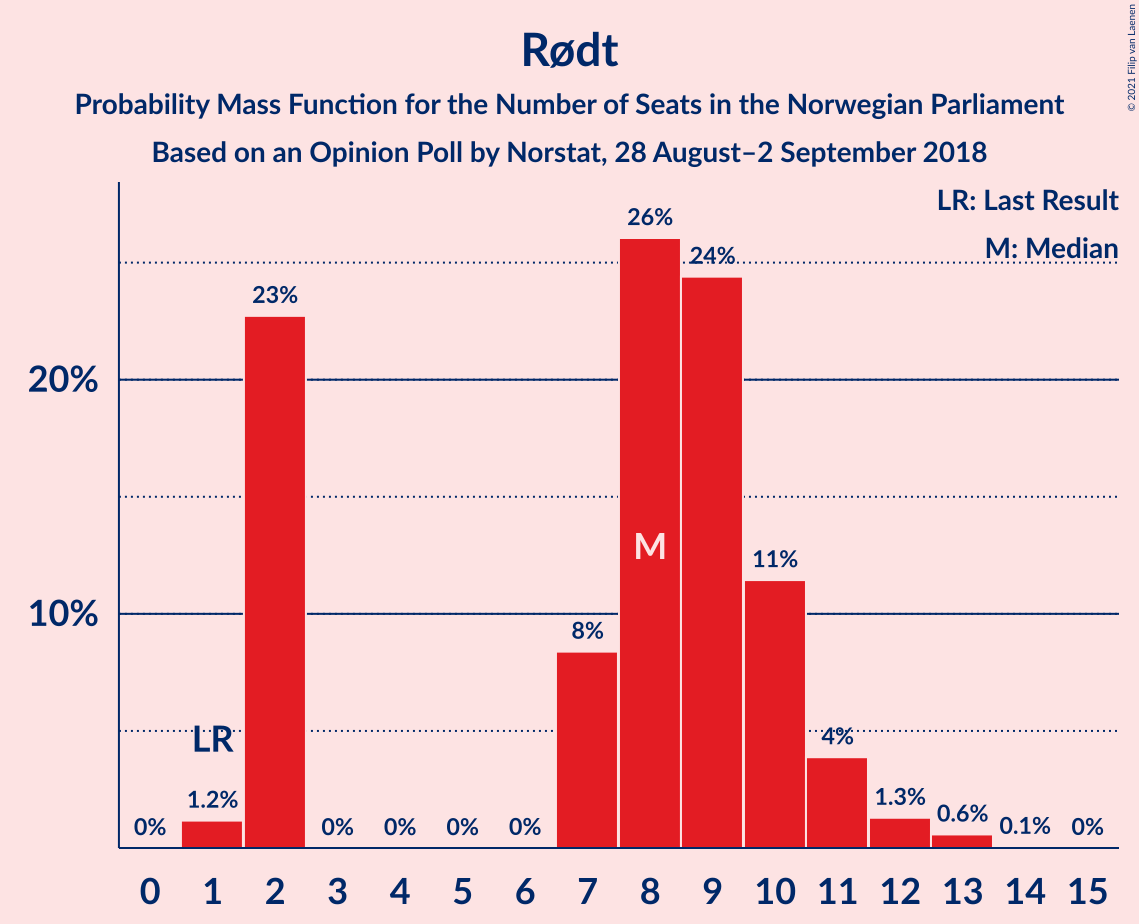 Rødt
Probability Mass Function for the Number of Seats in the Norwegian Parliament
Based on an Opinion Poll by Norstat, 28 August–2 September 2018
© 2021 Filip van Laenen
LR: Last Result
M: Median
26%
24%
23%
20%
11%
10%
8%
M
LR
4%
1.2%
1.3%
0.6%
0%
0%
0%
0%
0%
0.1%
0%
0 1 2 3 4 5 6 7 8 9 10 11 12 13 14 15